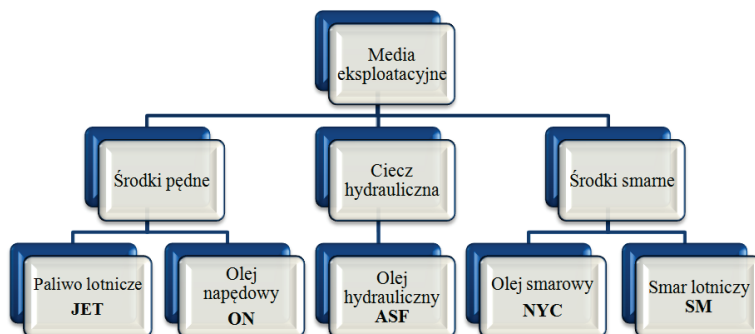 Media
eksploatacyjne
Środki pędne
Ciecz
hydrauliczna
Środki smarne
Paliwo lotnicze
JET
Olej
napędowy
ON
Olej
hydrauliczny
ASF
Olej smarowy
NYC
Smar lotniczy
SM